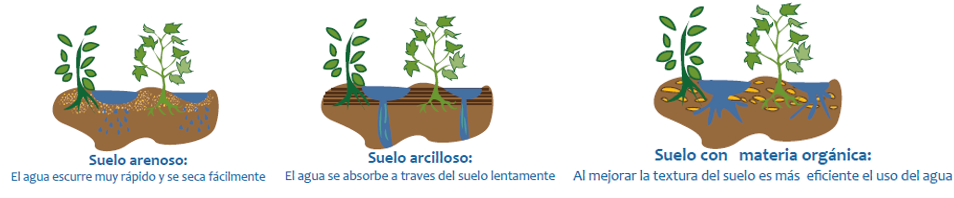 Suelo arenoso:
El agua escurre muy rápido y se seca fácilmente
Suelo arcilloso:
El agua se absorbe a traves del suelo lentamente
Suelo con materia orgánica:
Al mejorar la textura del suelo es más eficiente el uso del agua